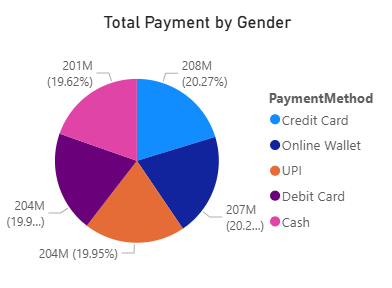 Total Payment by Gender
201M
(19.62%)
208M
(20.27%)
PaymentMethod
Credit Card
Online Wallet
UPI
Debit Card
Cash
204M
(19.9...)
207M
(20.2...)
204M (19.95%)